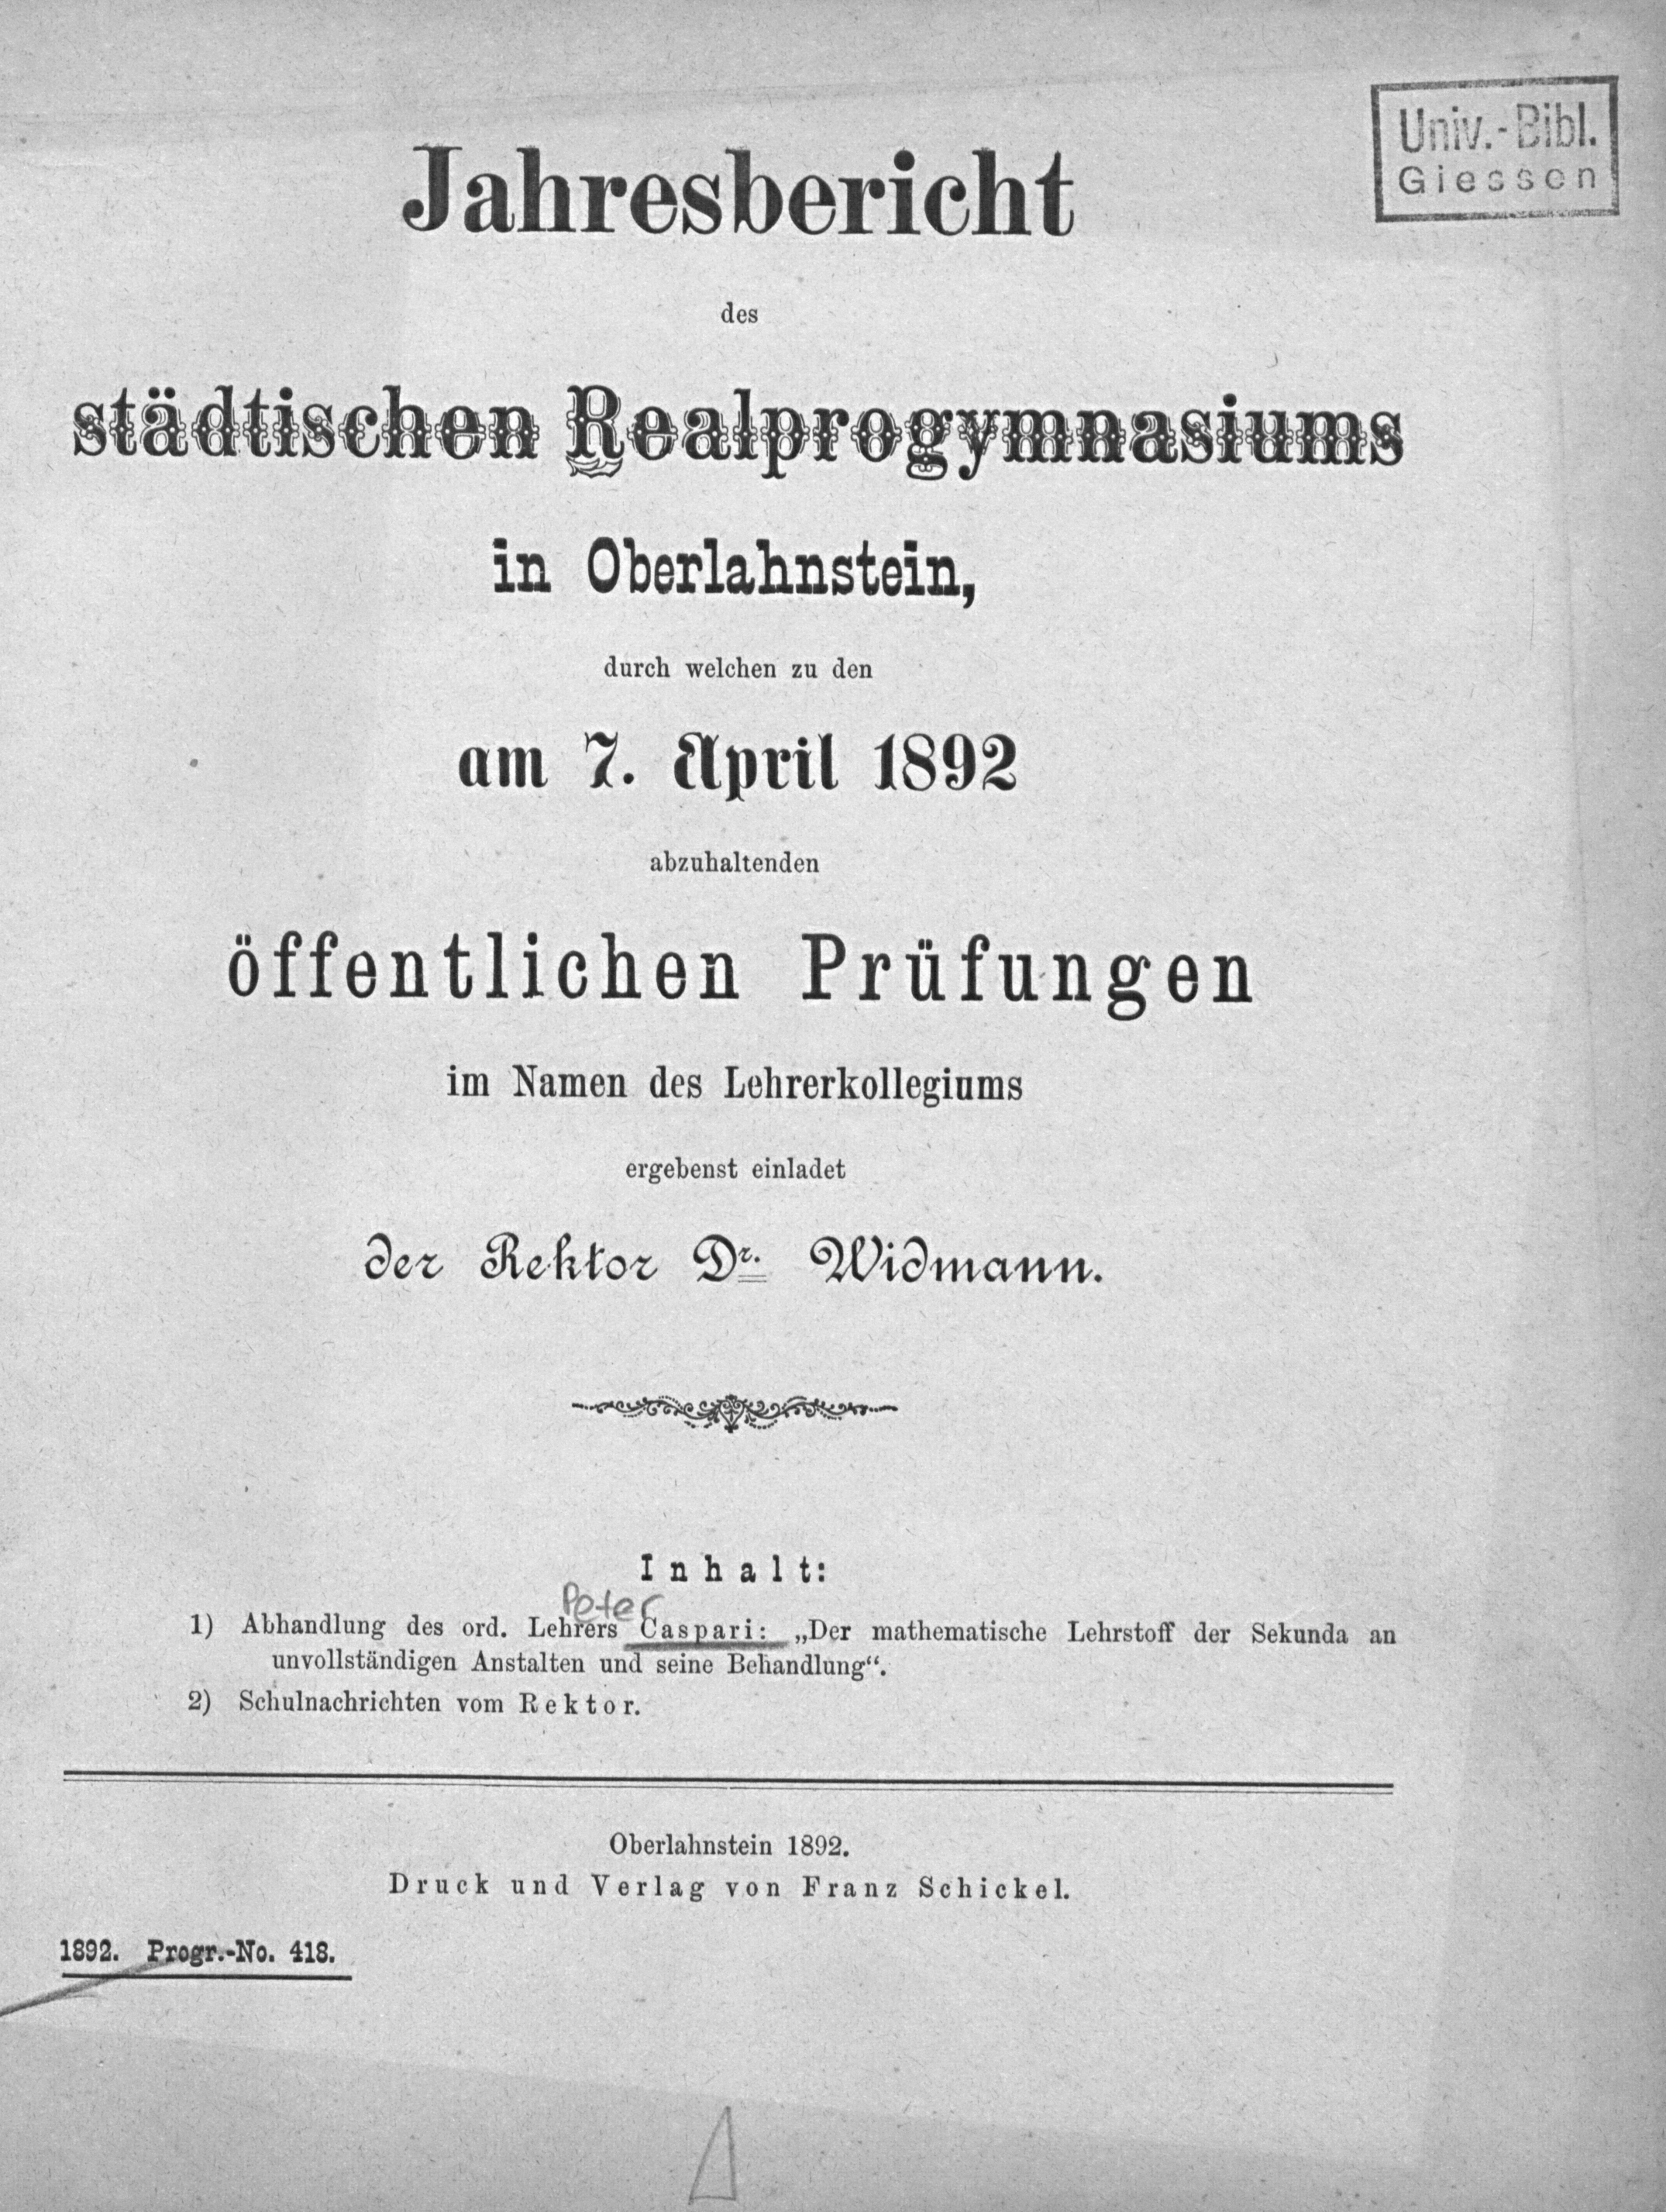 Univ.-Bibl.
Giessen
Jahresbericht
des
städtischen Realprogymnasiums
in Oberlahnstein,
durch welchen zu den
am 7. April 1892
abzuhaltenden
öffentlichen Prüfungen
im Namen des Lehrerkollegiums
ergebenst einladet
der Rektor Dr. Widmann.
Inhalt:
Peter
1) Abhandlung des ord. Lehrers Caspari: „Der mathematische Lehrstoff der Sekunda an
unvollständigen Anstalten und seine Behandlung“.
2) Schulnachrichten vom Rektor.
Oberlahnstein 1892.
Druck und Verlag von Franz Schickel.
1892. Progr.-No. 418.